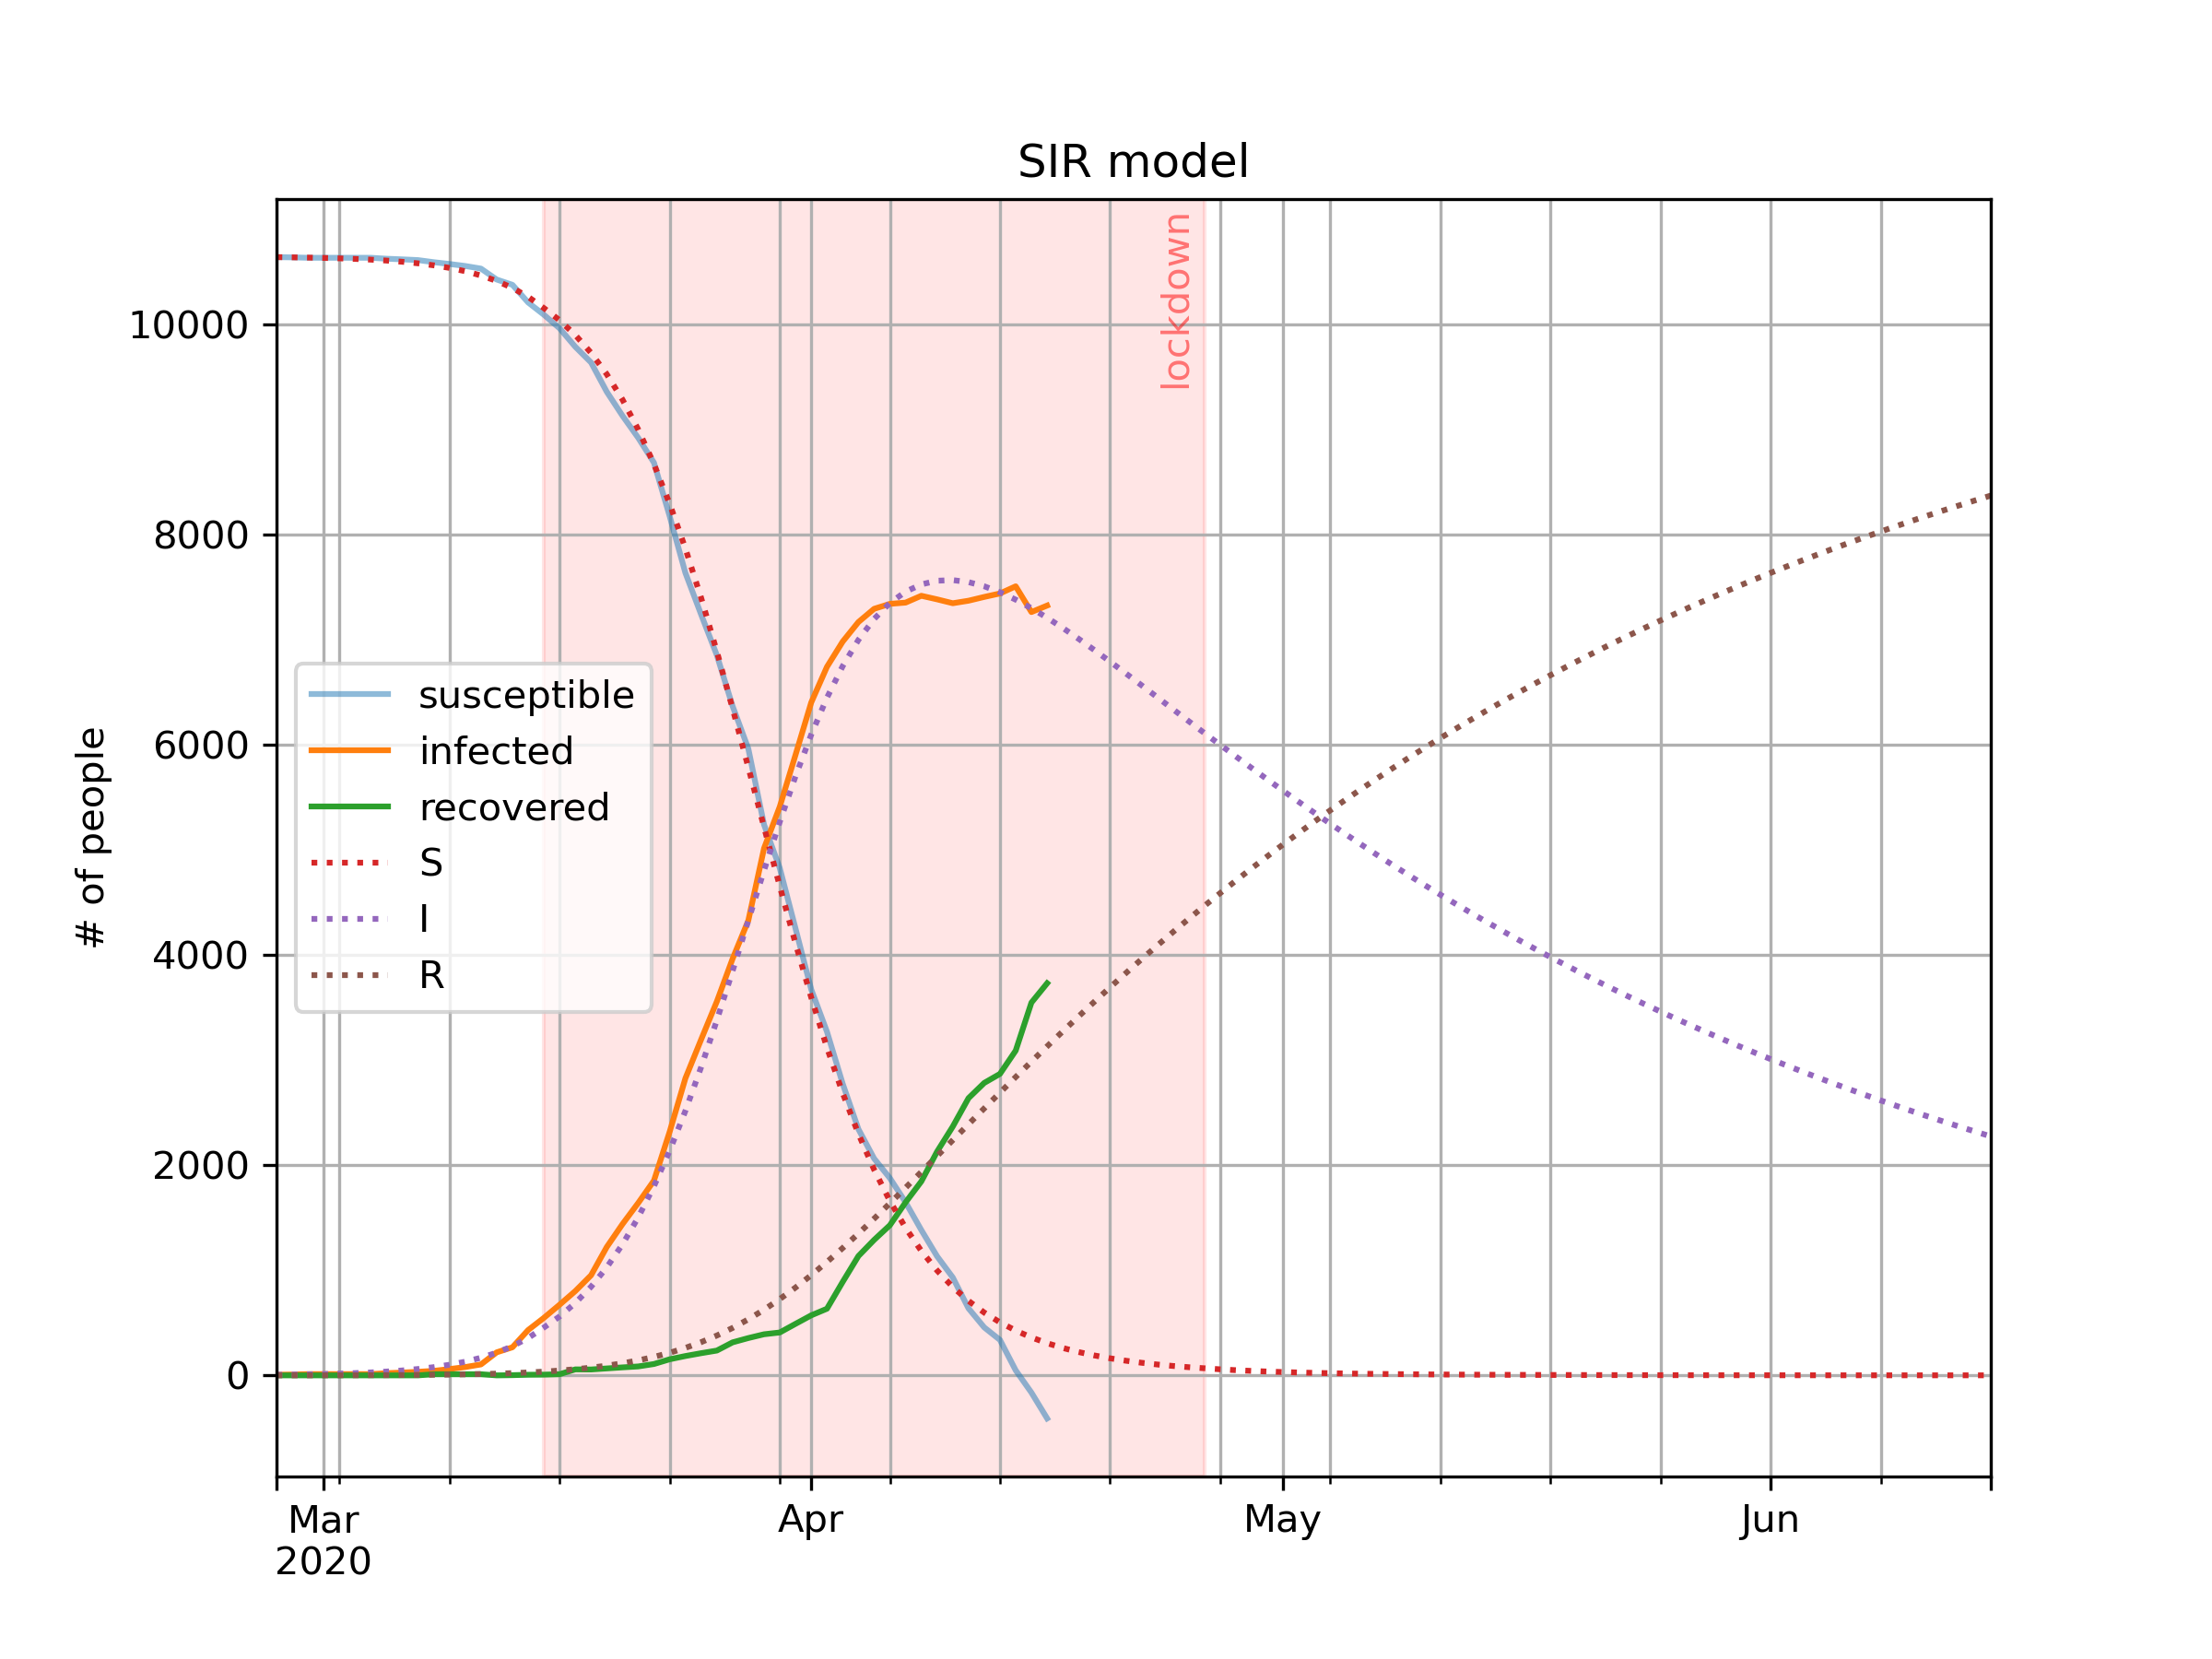 SIR model
lockdown
# of people
10000
8000
6000
4000
2000
0
susceptible
infected
recovered
S
I
R
Mar
2020
Apr
May
Jun